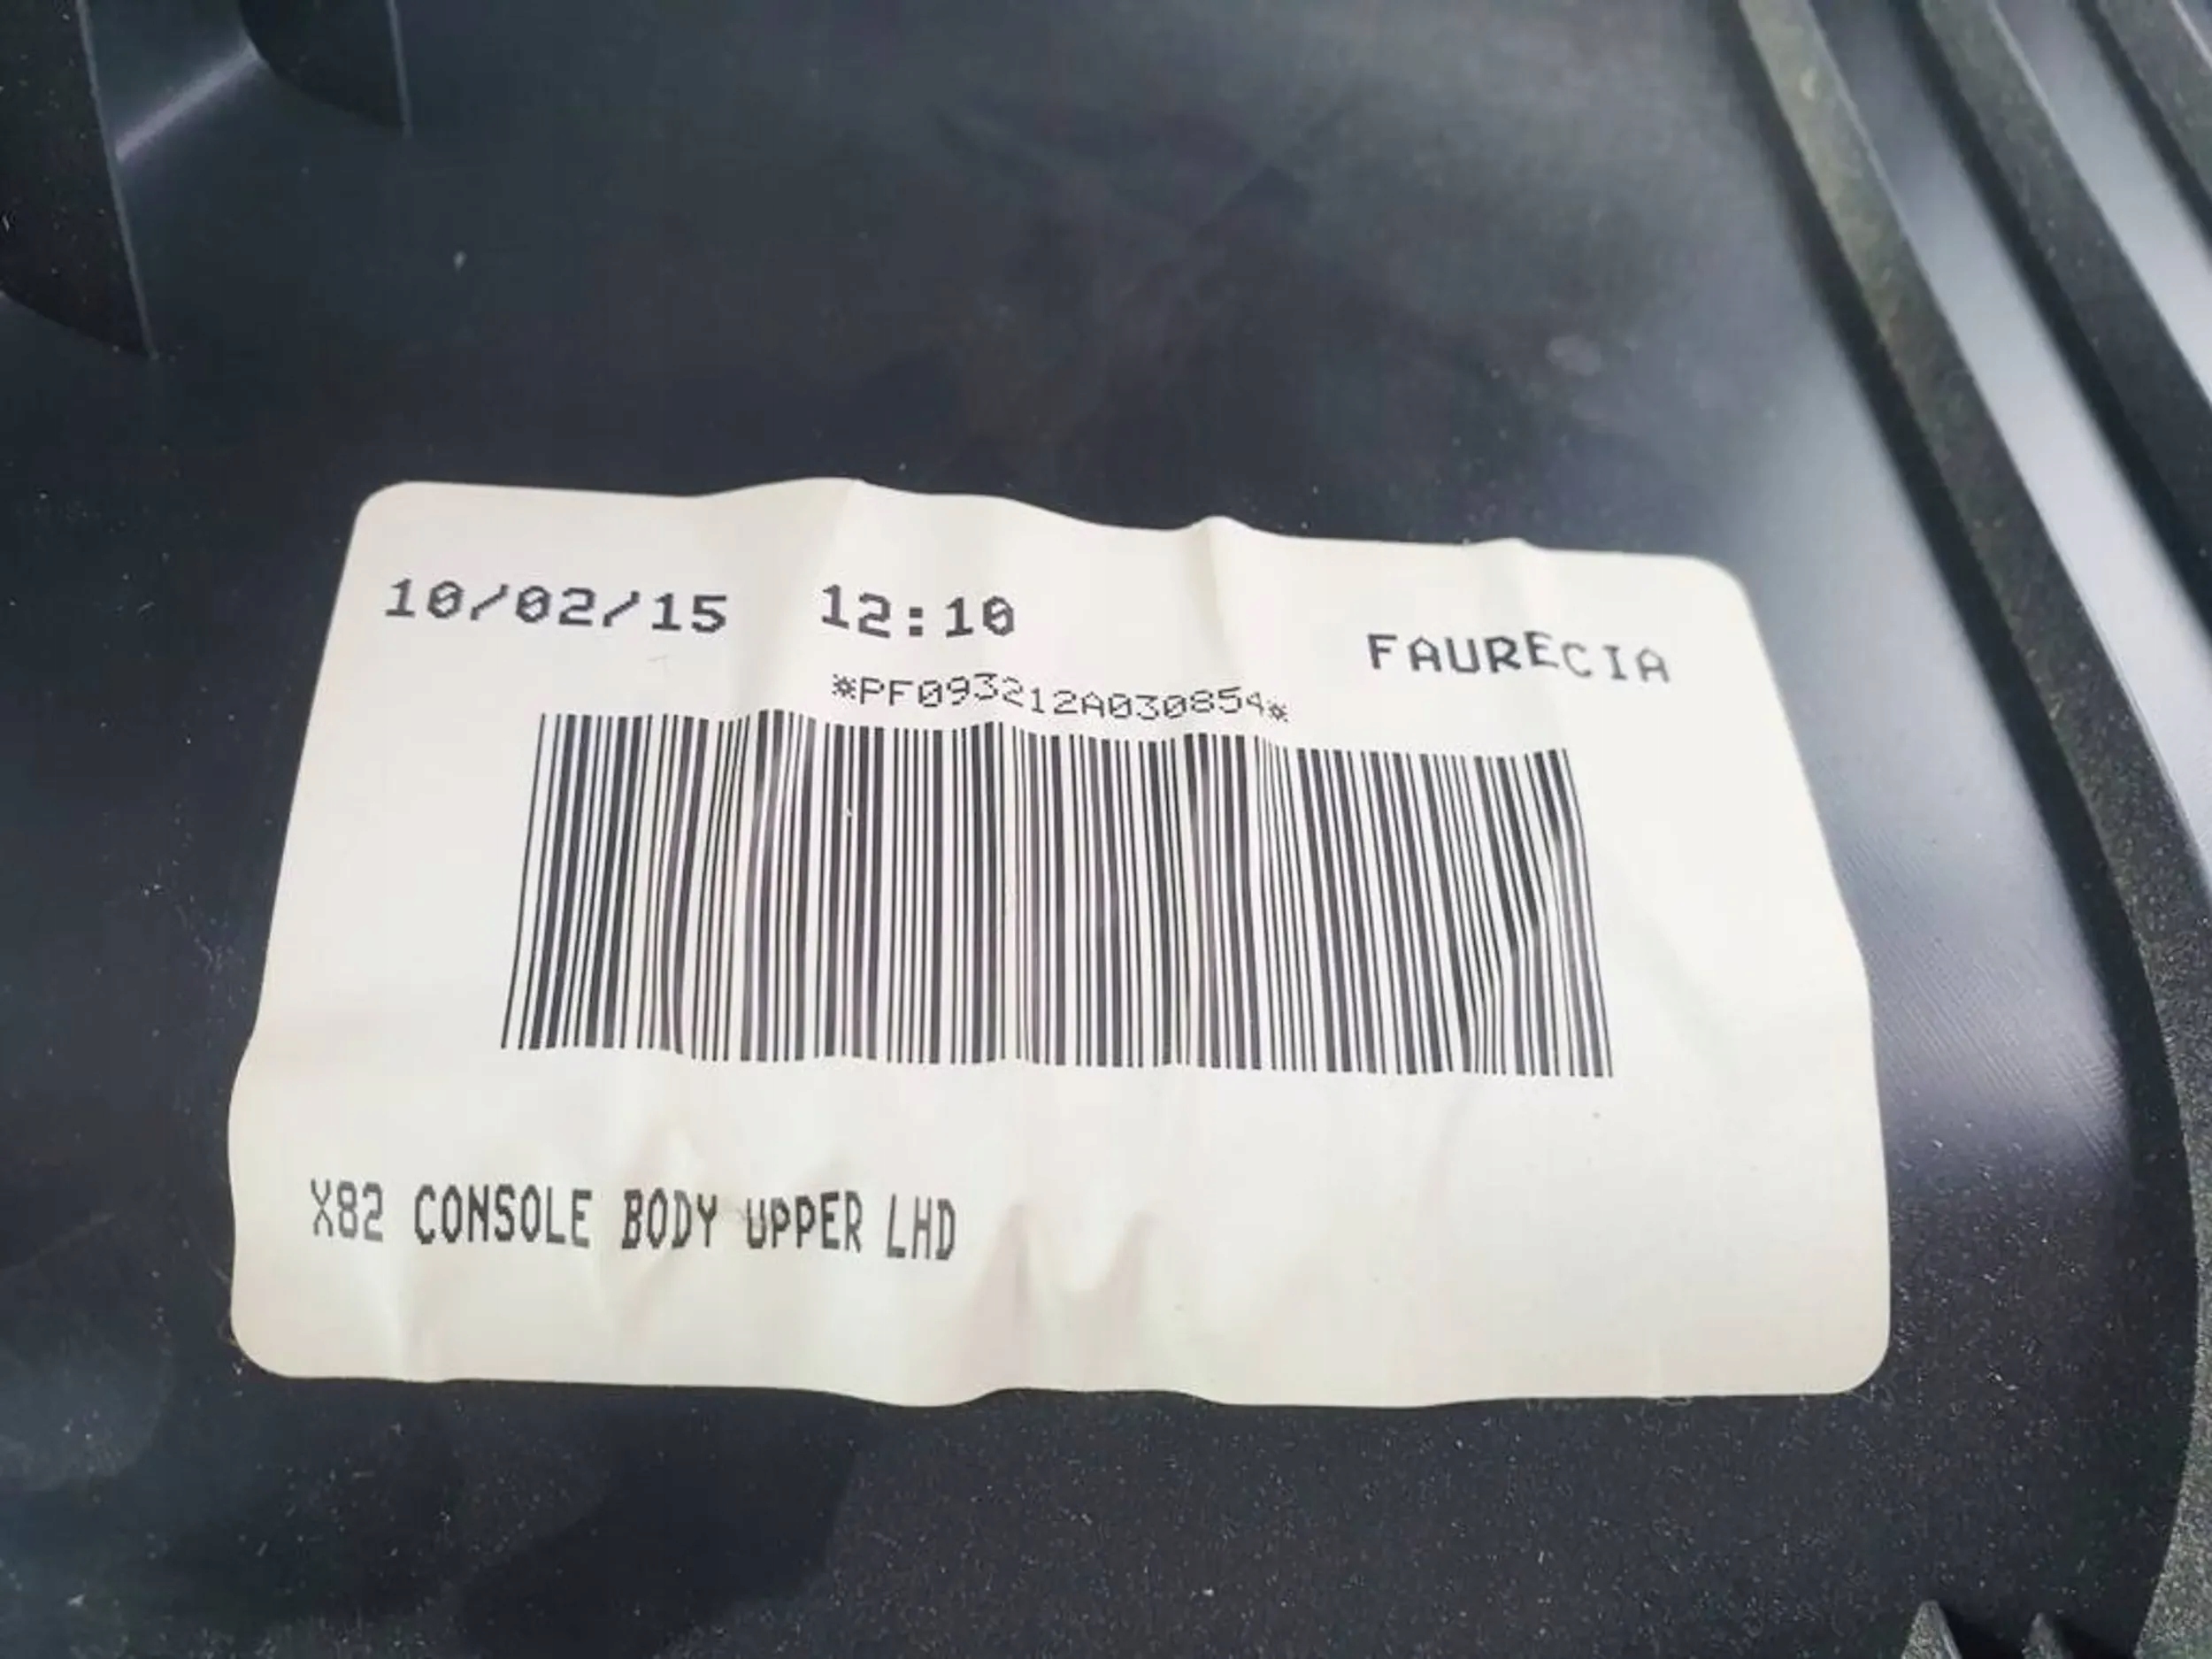 10/02/15 12:10
FAURECIA
*PF093212A030854*
X82 CONSOLE BODY UPPER LHD